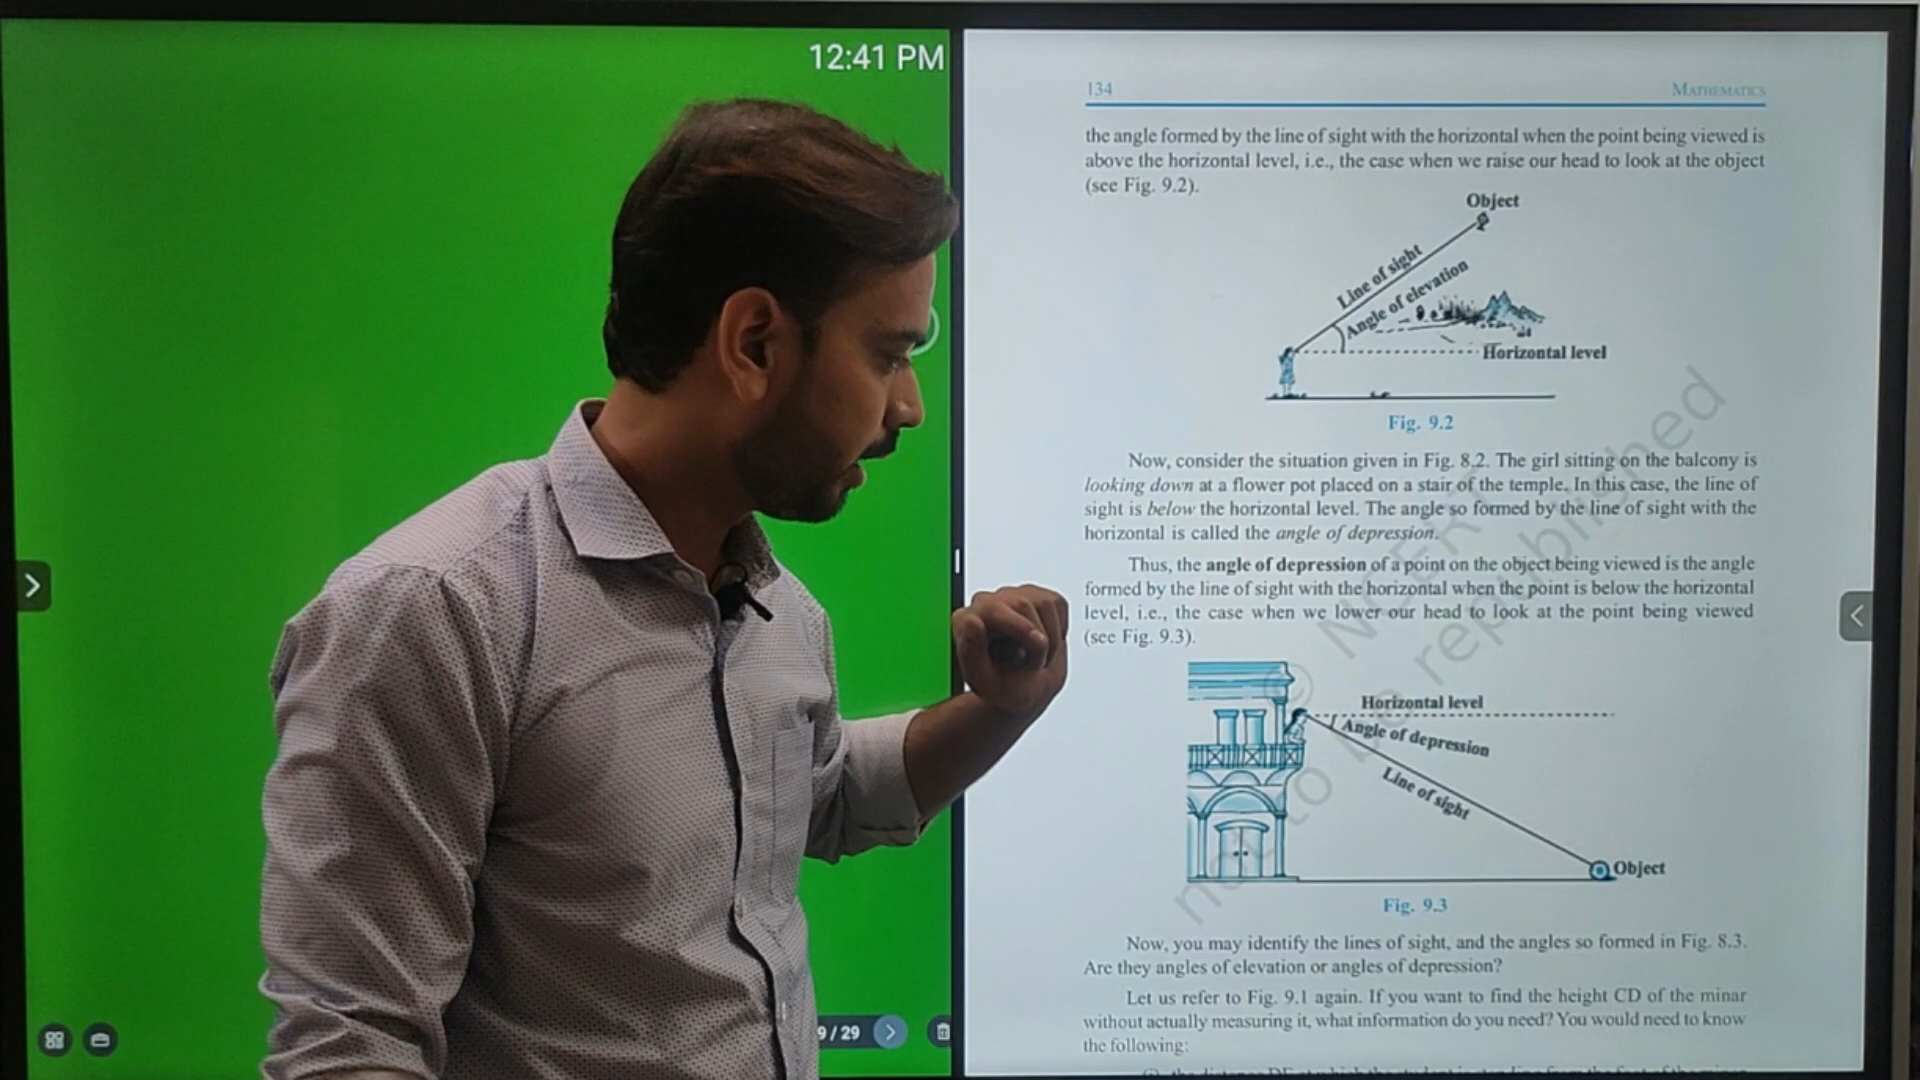 12:41 PM
134
MATHEMATICS
the angle formed by the line of sight with the horizontal when the point being viewed is
above the horizontal level, i.e., the case when we raise our head to look at the object
(see Fig. 9.2).
Object
Line of sight
Angle of elevation
Horizontal level
Fig. 9.2
Now, consider the situation given in Fig. 8.2. The girl sitting on the balcony is
looking down at a flower pot placed on a stair of the temple. In this case, the line of
sight is below the horizontal level. The angle so formed by the line of sight with the
horizontal is called the angle of depression.
Thus, the angle of depression of a point on the object being viewed is the angle
formed by the line of sight with the horizontal when the point is below the horizontal
level, i.e., the case when we lower our head to look at the point being viewed
(see Fig. 9.3).
Horizontal level
Angle of depression
Line of sight
Object
Fig. 9.3
Now, you may identify the lines of sight, and the angles so formed in Fig. 8.3.
Are they angles of elevation or angles of depression?
Let us refer to Fig. 9.1 again. If you want to find the height CD of the minar
without actually measuring it, what information do you need? You would need to know
the following:
© NCERT
not to be republished
9 / 29